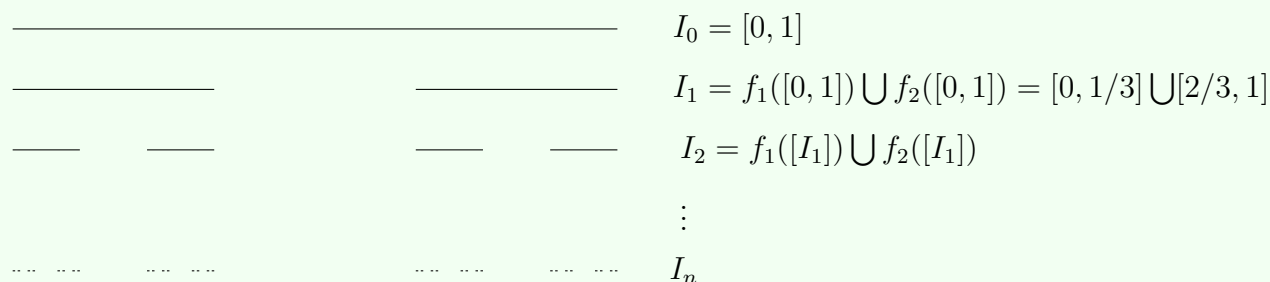 I_0 = [0, 1]
I_1 = f_1([0, 1]) ⋃ f_2([0, 1]) = [0, 1/3] ⋃[2/3, 1]
I_2 = f_1([I_1]) ⋃ f_2([I_1])
⋮
I_n